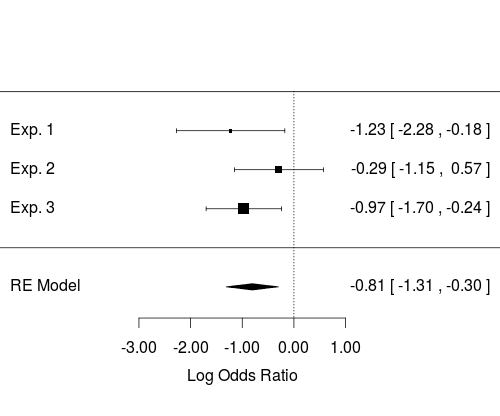 Exp. 1 -1.23 [ -2.28 , -0.18 ]
Exp. 2 -0.29 [ -1.15 , 0.57 ]
Exp. 3 -0.97 [ -1.70 , -0.24 ]
RE Model -0.81 [ -1.31 , -0.30 ]
-3.00 -2.00 -1.00 0.00 1.00
Log Odds Ratio